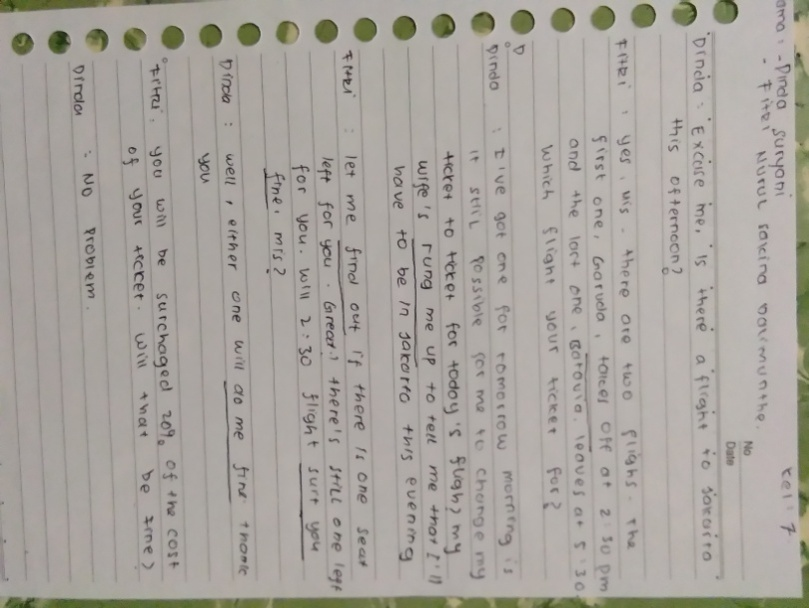 ama : - Dinda Suryani
- Fitri Nurul Sakina Daulmunthe.
kel : 7
No
Date
Dinda : Excuse me, is there a flight to Jakarta
this afternoon?
Fitri : yes, Mis. there are two flighs. The
first one, Garuda, takes off at 2:30 pm
and the lart one, Batavia, leaves at 5:30.
Which flight your ticket for?
D
Dinda : I've got one for tomorrow morning is
it still possible for me to change my
ticket to ticket for today's fligh? my
wife's rung me up to tell me that I'll
have to be in Jakarta this evening
Fitri : let me find out if there is one seat
left for you. Great! there's still one left
for you. will 2:30 flight suit you
fine, mis?
Dinda : well, either one will do me fine. thank
you
Fitri : you will be surchaged 20% of the cost
of your ticket. will that be fine?
Dinda : NO problem.